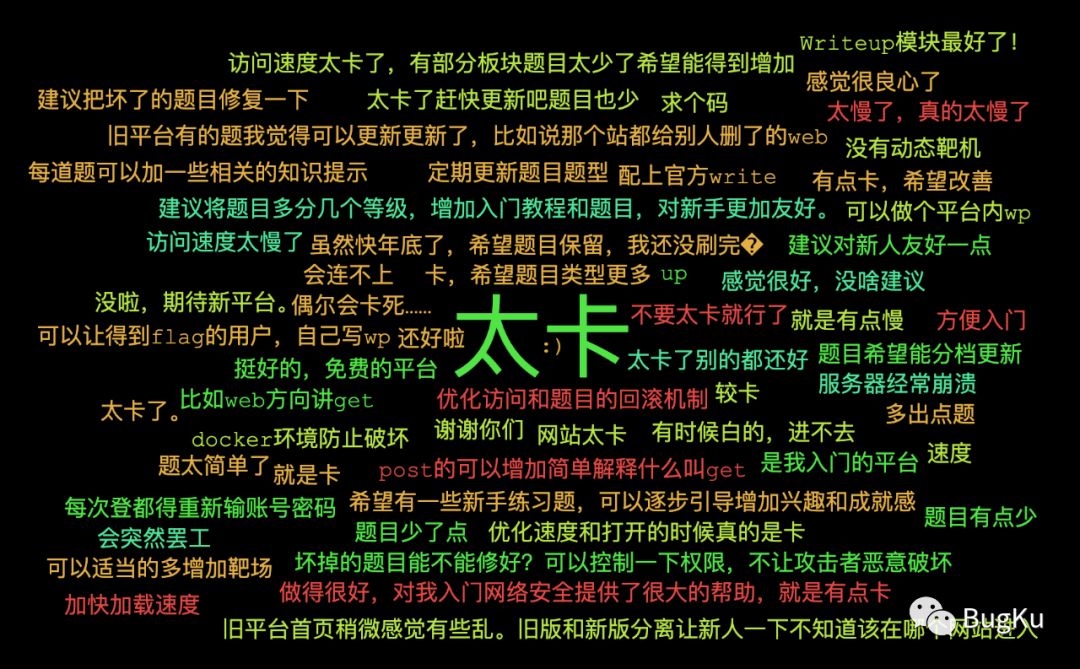 Writeup模块最好了!
访问速度太卡了，有部分板块题目太少了希望能得到增加
感觉很良心了
建议把坏了的题目修复一下
太卡了赶快更新吧题目也少
求个码
太慢了，真的太慢了
旧平台有的题我觉得可以更新更新了，比如说那个站都给别人删了的web
没有动态靶机
每道题可以加一些相关的知识提示
定期更新题目题型
配上官方write
有点卡，希望改善
建议将题目多分几个等级，增加入门教程和题目，对新手更加友好。
可以做个平台内wp
访问速度太慢了
虽然快年底了，希望题目保留，我还没刷完�
建议对新人友好一点
会连不上
卡，希望题目类型更多
up
感觉很好，没啥建议
没啦，期待新平台。
偶尔会卡死……
太卡
不要太卡就行了
就是有点慢
方便入门
可以让得到flag的用户，自己写wp
还好啦
:)
太卡了别的都还好
题目希望能分档更新
挺好的，免费的平台
服务器经常崩溃
太卡了。
比如web方向讲get
优化访问和题目的回滚机制
较卡
多出点题
docker环境防止破坏
谢谢你们
网站太卡
有时候白的，进不去
速度
题太简单了
就是卡
post的可以增加简单解释什么叫get
是我入门的平台
每次登都得重新输账号密码
希望有一些新手练习题，可以逐步引导增加兴趣和成就感
题目有点少
会突然罢工
题目少了点
优化速度和打开的时候真的是卡
可以适当的多增加靶场
坏掉的题目能不能修好？可以控制一下权限，不让攻击者恶意破坏
加快加载速度
做得很好，对我入门网络安全提供了很大的帮助，就是有点卡
旧平台首页稍微感觉有些乱。旧版和新版分离让新人一下不知道该在哪个网站进入
BugKu